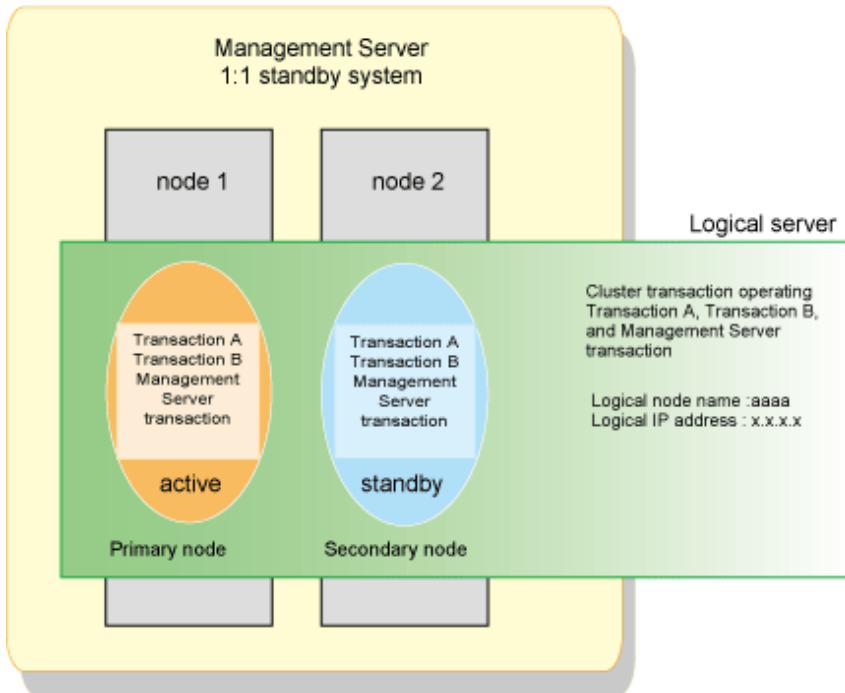 Management Server
1:1 standby system
node 1
node 2
Logical server
Transaction A
Transaction B
Management
Server
transaction
active
Primary node
Transaction A
Transaction B
Management
Server
transaction
standby
Secondary node
Cluster transaction operating
Transaction A, Transaction B,
and Management Server
transaction
Logical node name :aaaa
Logical IP address : x.x.x.x